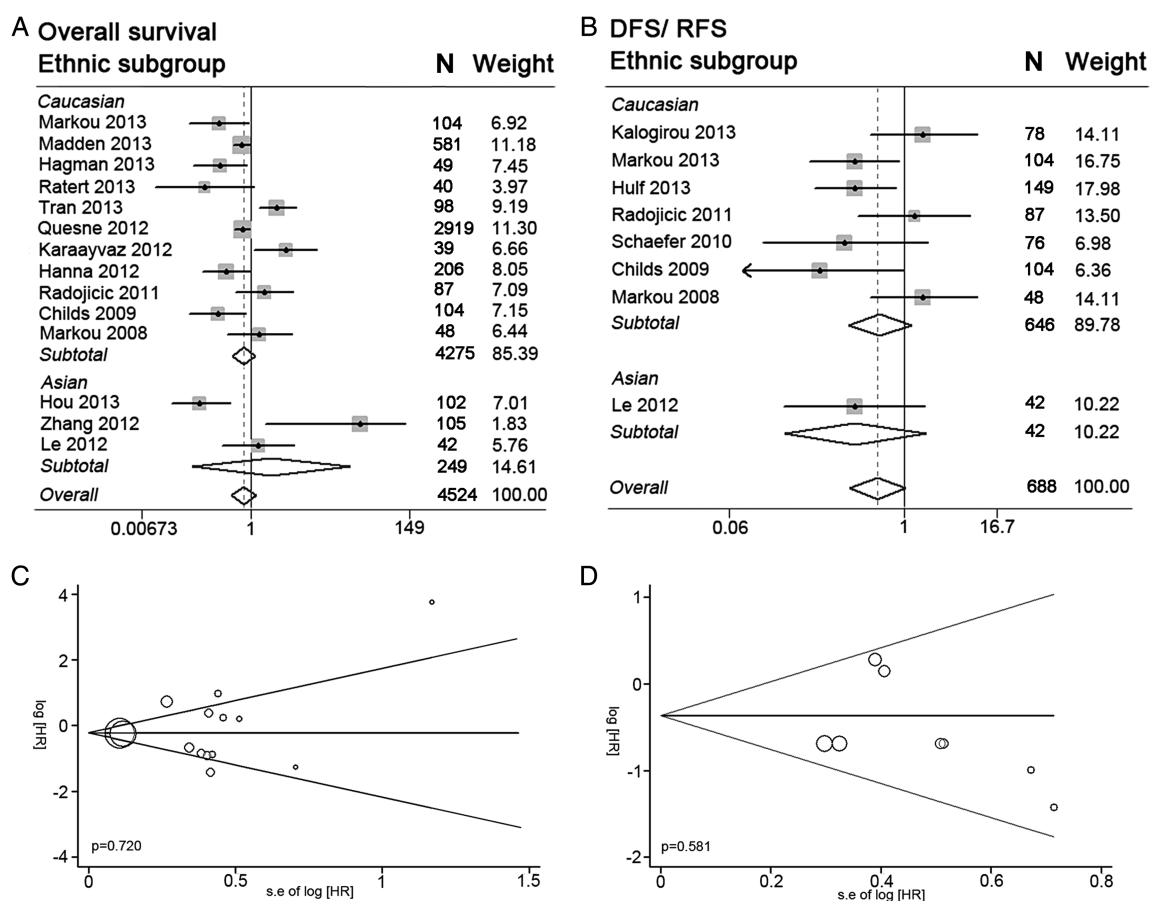 A Overall survival
Ethnic subgroup N Weight
Caucasian
Markou 2013 104 6.92
Madden 2013 581 11.18
Hagman 2013 49 7.45
Ratert 2013 40 3.97
Tran 2013 98 9.19
Quesne 2012 2919 11.30
Karaayvaz 2012 39 6.66
Hanna 2012 206 8.05
Radojicic 2011 87 7.09
Childs 2009 104 7.15
Markou 2008 48 6.44
Subtotal 4275 85.39
Asian
Hou 2013 102 7.01
Zhang 2012 105 1.83
Le 2012 42 5.76
Subtotal 249 14.61
Overall 4524 100.00
0.00673 1 149
B DFS/ RFS
Ethnic subgroup N Weight
Caucasian
Kalogirou 2013 78 14.11
Markou 2013 104 16.75
Hulf 2013 149 17.98
Radojicic 2011 87 13.50
Schaefer 2010 76 6.98
Childs 2009 104 6.36
Markou 2008 48 14.11
Subtotal 646 89.78
Asian
Le 2012 42 10.22
Subtotal 42 10.22
Overall 688 100.00
0.06 1 16.7
C
4
2
0
-2
-4
log [HR]
p=0.720
0 0.5 1 1.5
s.e of log [HR]
D
1
0
-1
-2
log [HR]
p=0.581
0 0.2 0.4 0.6 0.8
s.e of log [HR]